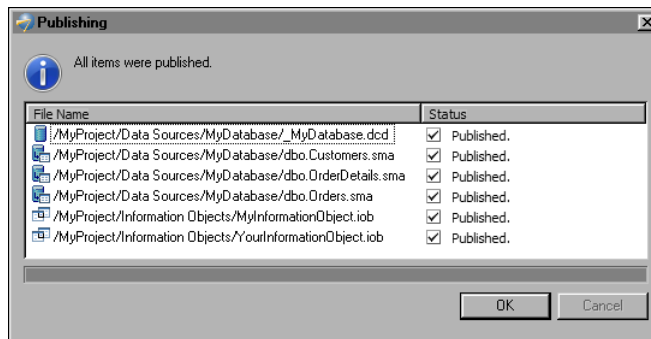 Publishing
All items were published.
File Name Status
/MyProject/Data Sources/MyDatabase/_MyDatabase.dcd Published.
/MyProject/Data Sources/MyDatabase/dbo.Customers.sma Published.
/MyProject/Data Sources/MyDatabase/dbo.OrderDetails.sma Published.
/MyProject/Data Sources/MyDatabase/dbo.Orders.sma Published.
/MyProject/Information Objects/MyInformationObject.iob Published.
/MyProject/Information Objects/YourInformationObject.iob Published.
OK Cancel